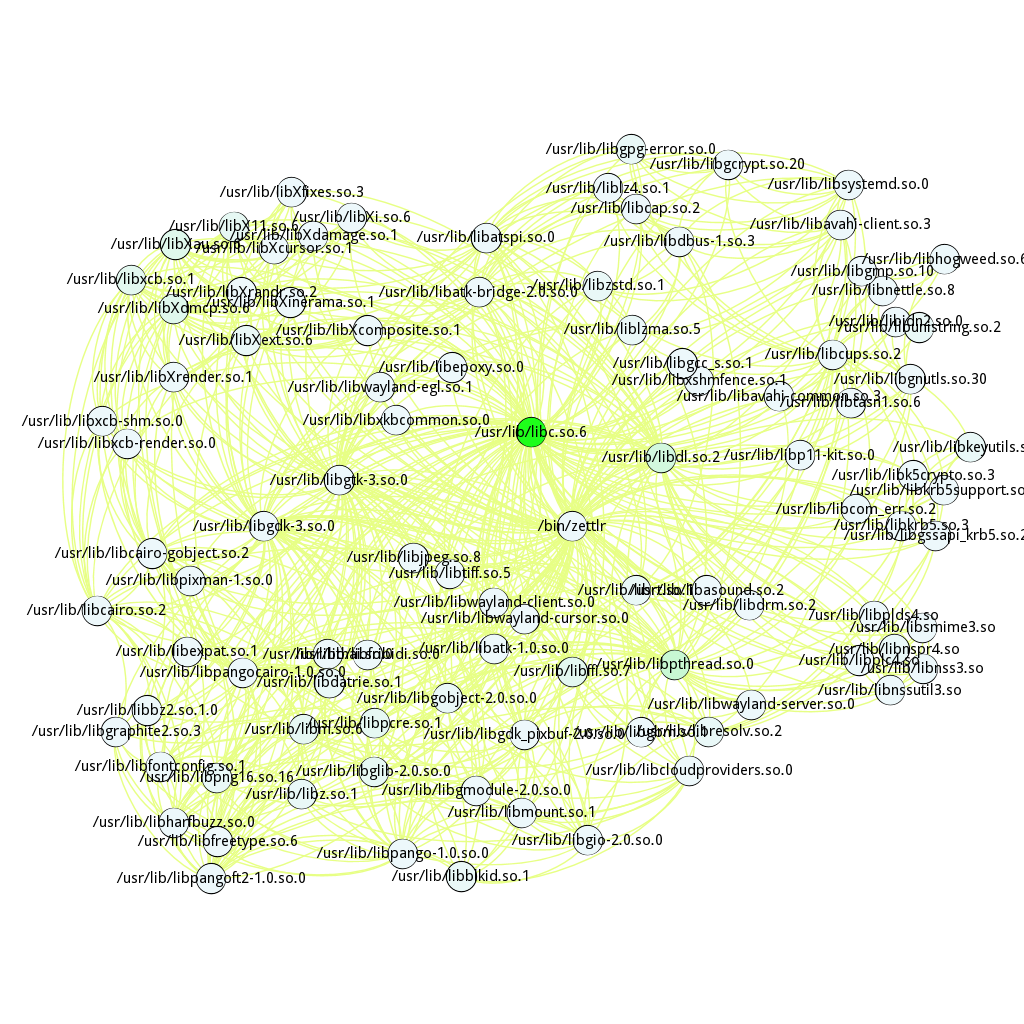 /usr/lib/libgpg-error.so.0
/usr/lib/libgcrypt.so.20
/usr/lib/libsystemd.so.0
/usr/lib/liblz4.so.1
/usr/lib/libXfixes.so.3
/usr/lib/libcap.so.2
/usr/lib/libXi.so.6
/usr/lib/libX11.so.6
/usr/lib/libavahi-client.so.3
/usr/lib/libXdamage.so.1
/usr/lib/libatspi.so.0
/usr/lib/libdbus-1.so.3
/usr/lib/libXau.so.6
/usr/lib/libXcursor.so.1
/usr/lib/libhogweed.so.6
/usr/lib/libgmp.so.10
/usr/lib/libxcb.so.1
/usr/lib/libzstd.so.1
/usr/lib/libnettle.so.8
/usr/lib/libXrandr.so.2
/usr/lib/libatk-bridge-2.0.so.0
/usr/lib/libXinerama.so.1
/usr/lib/libXdmcp.so.6
/usr/lib/libidn2.so.0
/usr/lib/libunistring.so.2
/usr/lib/libXcomposite.so.1
/usr/lib/liblzma.so.5
/usr/lib/libXext.so.6
/usr/lib/libcups.so.2
/usr/lib/libgcc_s.so.1
/usr/lib/libepoxy.so.0
/usr/lib/libXrender.so.1
/usr/lib/libxshmfence.so.1
/usr/lib/libgnutls.so.30
/usr/lib/libwayland-egl.so.1
/usr/lib/libavahi-common.so.3
/usr/lib/libtasn1.so.6
/usr/lib/libxcb-shm.so.0
/usr/lib/libxkbcommon.so.0
/usr/lib/libc.so.6
/usr/lib/libxcb-render.so.0
/usr/lib/libkeyutils.s
/usr/lib/libdl.so.2
/usr/lib/libp11-kit.so.0
/usr/lib/libk5crypto.so.3
/usr/lib/libgtk-3.so.0
/usr/lib/libkrb5support.so
/usr/lib/libcom_err.so.2
/usr/lib/libgdk-3.so.0
/bin/zettlr
/usr/lib/libkrb5.so.3
/usr/lib/libgssapi_krb5.so.2
/usr/lib/libcairo-gobject.so.2
/usr/lib/libjpeg.so.8
/usr/lib/libtiff.so.5
/usr/lib/libpixman-1.so.0
/usr/lib/libasound.so.2
/usr/lib/libwayland-client.so.0
/usr/lib/libdrm.so.2
/usr/lib/libcairo.so.2
/usr/lib/libplds4.so
/usr/lib/libwayland-cursor.so.0
/usr/lib/libsmime3.so
/usr/lib/libatk-1.0.so.0
/usr/lib/libnspr4.so
/usr/lib/libexpat.so.1
/usr/lib/libplc4.so
/usr/lib/libpthread.so.0
/usr/lib/libnss3.so
/usr/lib/libpangocairo-1.0.so.0
/usr/lib/libffi.so.7
/usr/lib/libdatrie.so.1
/usr/lib/libnssutil3.so
/usr/lib/libgobject-2.0.so.0
/usr/lib/libwayland-server.so.0
/usr/lib/libbz2.so.1.0
/usr/lib/libpcre.so.1
/usr/lib/libm.so.6
/usr/lib/libgraphite2.so.3
/usr/lib/libgdk_pixbuf-2.0.so.0
/usr/lib/libresolv.so.2
/usr/lib/libfontconfig.so.1
/usr/lib/libglib-2.0.so.0
/usr/lib/libcloudproviders.so.0
/usr/lib/libpng16.so.16
/usr/lib/libgmodule-2.0.so.0
/usr/lib/libz.so.1
/usr/lib/libmount.so.1
/usr/lib/libharfbuzz.so.0
/usr/lib/libfreetype.so.6
/usr/lib/libgio-2.0.so.0
/usr/lib/libpango-1.0.so.0
/usr/lib/libblkid.so.1
/usr/lib/libpangoft2-1.0.so.0